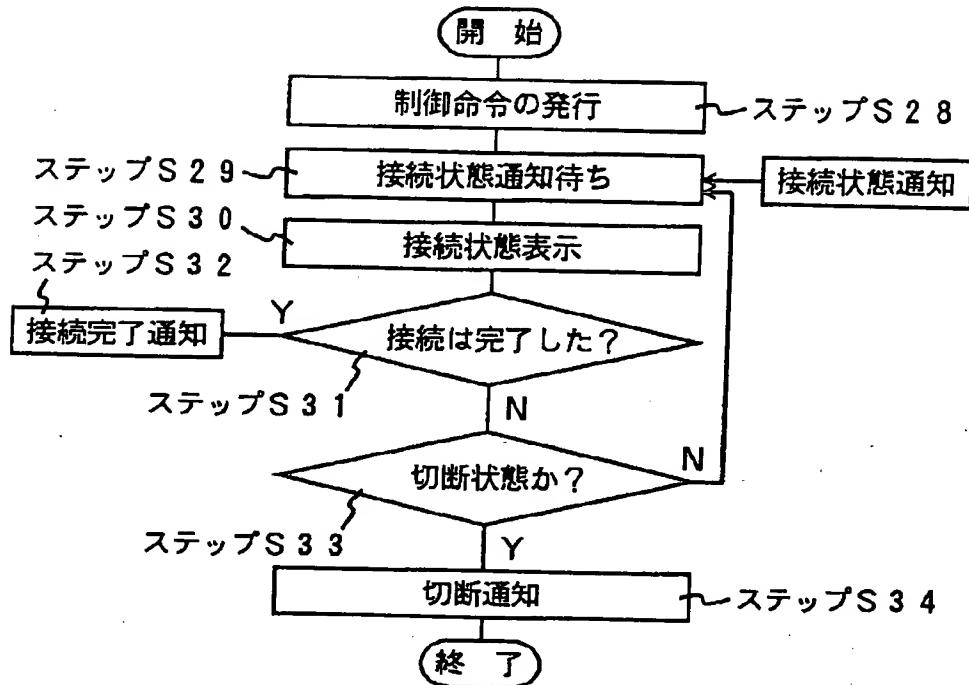 開 始
制御命令の発行
ステップS28
ステップS29
接続状態通知待ち
接続状態通知
ステップS30
接続状態表示
ステップS32
接続完了通知
Y
接続は完了した?
ステップS31
N
切断状態か?
N
ステップS33
Y
切断通知
ステップS34
終 了